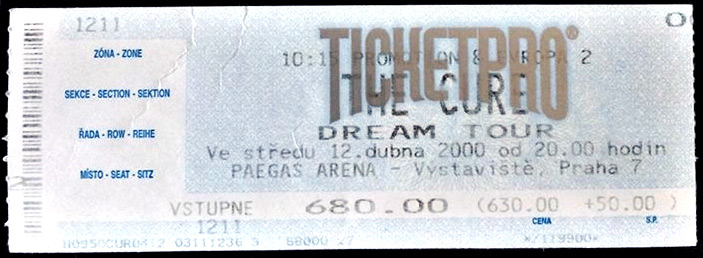 1211
ZÓNA - ZONE
SEKCE - SECTION - SEKTION
ŘADA - ROW - REIHE
MÍSTO - SEAT - SITZ
TICKETPRO®
10:15 PROMOTION & EVROPA 2
THE CURE
DREAM TOUR
Ve středu 12.dubna 2000 od 20.00 hodin
PAEGAS ARENA - Výstaviště, Praha 7
VSTUPNE 680.00 (630.00 +50.00 )
1211 CENA S.P.